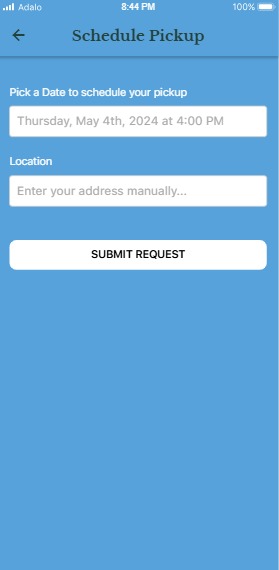 Adalo 8:44 PM 100%
Schedule Pickup
Pick a Date to schedule your pickup
Thursday, May 4th, 2024 at 4:00 PM
Location
Enter your address manually...
SUBMIT REQUEST